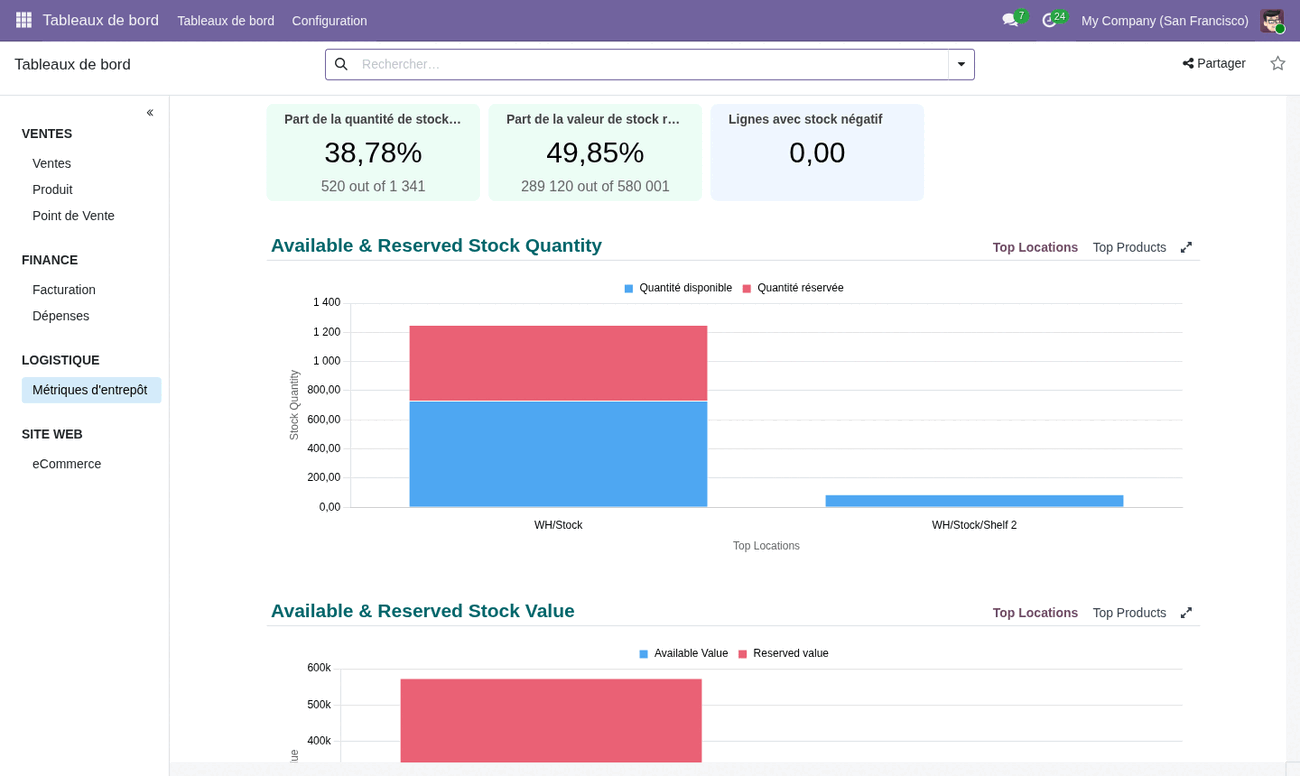 Tableaux de bord Tableaux de bord Configuration 7 24 My Company (San Francisco)
Tableaux de bord Rechercher… Partager
«
VENTES
Ventes
Produit
Point de Vente
FINANCE
Facturation
Dépenses
LOGISTIQUE
Métriques d'entrepôt
SITE WEB
eCommerce
Part de la quantité de stock…
38,78%
520 out of 1 341
Part de la valeur de stock r…
49,85%
289 120 out of 580 001
Lignes avec stock négatif
0,00
Available & Reserved Stock Quantity
Top Locations Top Products
Quantité disponible Quantité réservée
Stock Quantity
1 400
1 200
1 000
800,00
600,00
400,00
200,00
0,00
WH/Stock WH/Stock/Shelf 2
Top Locations
Available & Reserved Stock Value
Top Locations Top Products
Available Value Reserved value
600k
500k
400k